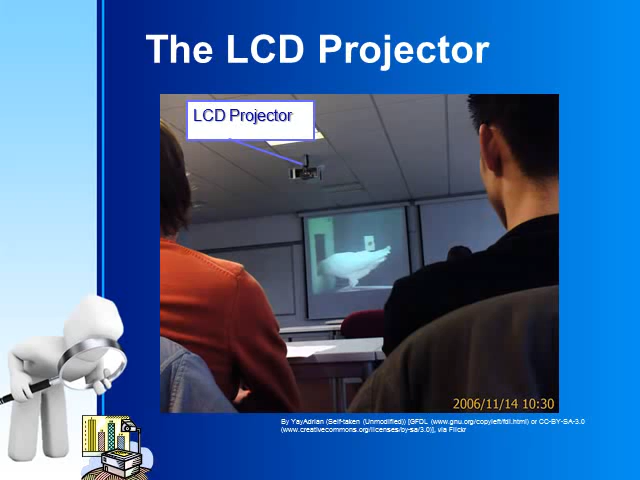 The LCD Projector
LCD Projector
2006/11/14 10:30
By YayAdrian (Self-taken (Unmodified)) [GFDL (www.gnu.org/copyleft/fdl.html) or CC-BY-SA-3.0
(www.creativecommons.org/licenses/by-sa/3.0)], via Flickr